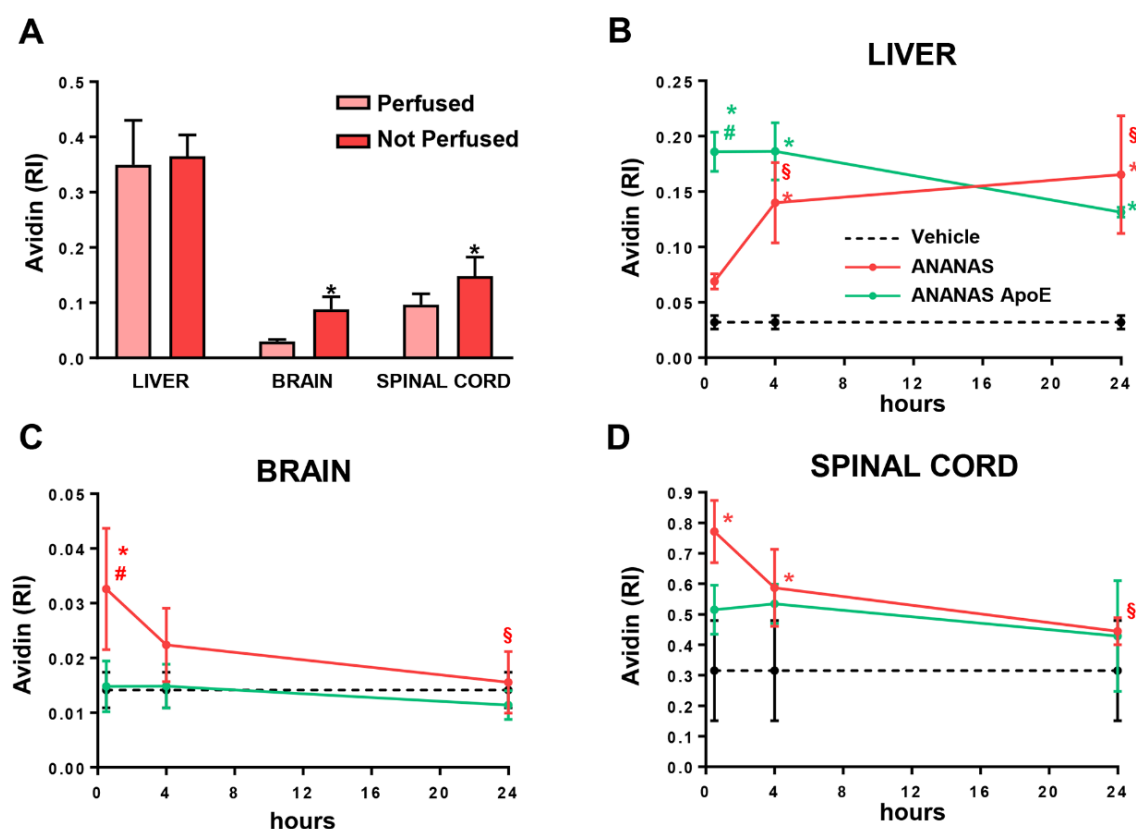 A
Avidin (RI)
0.5
0.4
0.3
0.2
0.1
0.0
Perfused
Not Perfused
*
*
LIVER BRAIN SPINAL CORD
B
LIVER
Avidin (RI)
0.25
0.20
0.15
0.10
0.05
0.00
*
#
*
§
*
§
*
*
Vehicle
ANANAS
ANANAS ApoE
0 4 8 12 16 20 24
hours
C
BRAIN
Avidin (RI)
0.05
0.04
0.03
0.02
0.01
0.00
*
#
§
0 4 8 12 16 20 24
hours
D
SPINAL CORD
Avidin (RI)
0.9
0.8
0.7
0.6
0.5
0.4
0.3
0.2
0.1
0.0
*
*
§
0 4 8 12 16 20 24
hours